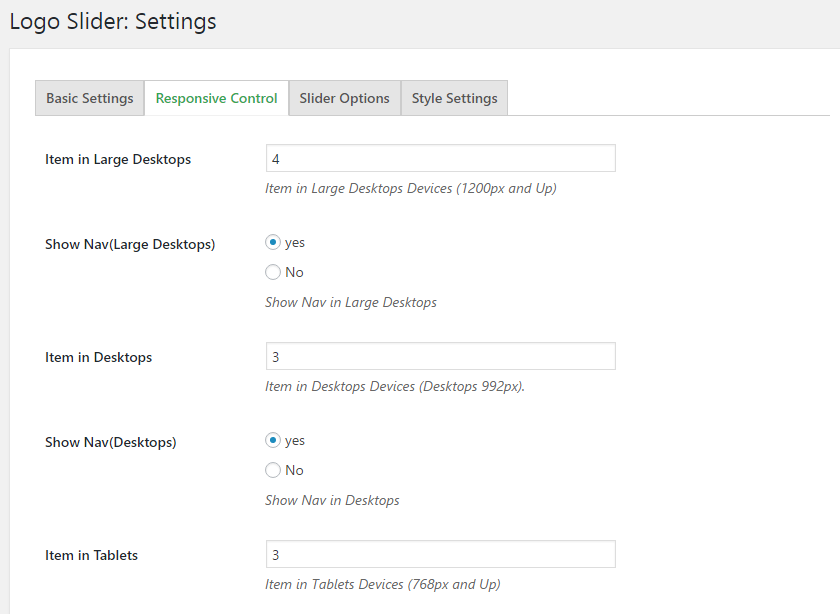 Logo Slider: Settings
Basic Settings Responsive Control Slider Options Style Settings
Item in Large Desktops 4
Item in Large Desktops Devices (1200px and Up)
Show Nav(Large Desktops) yes
No
Show Nav in Large Desktops
Item in Desktops 3
Item in Desktops Devices (Desktops 992px).
Show Nav(Desktops) yes
No
Show Nav in Desktops
Item in Tablets 3
Item in Tablets Devices (768px and Up)